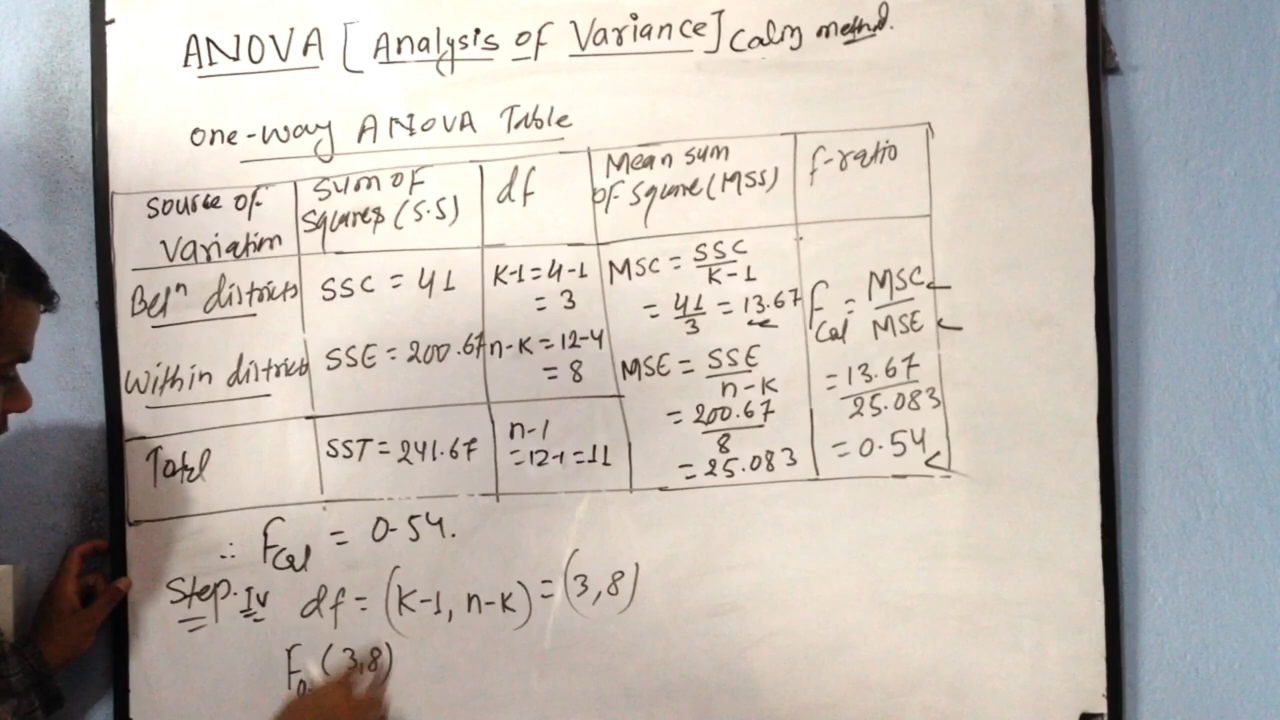 ANOVA [Analysis of Variance] Calng method.
one-way ANOVA Table
Source of Variation
Sum of Squares (S.S)
df
Mean sum of square (MSS)
f-ratio
Betn districts
SSC = 41
K-1 = 4-1
= 3
MSC = SSC / K-1
= 41/3 = 13.67
Fcal = MSC / MSE
= 13.67 / 25.083
= 0.54
Within district
SSE = 200.67
n-K = 12-4
= 8
MSE = SSE / n-K
= 200.67 / 8
= 25.083
Total
SST = 241.67
n-1
= 12-1 = 11
∴ Fcal = 0.54.
Step. IV df = (K-1, n-K) = (3,8)
F0. (3,8)